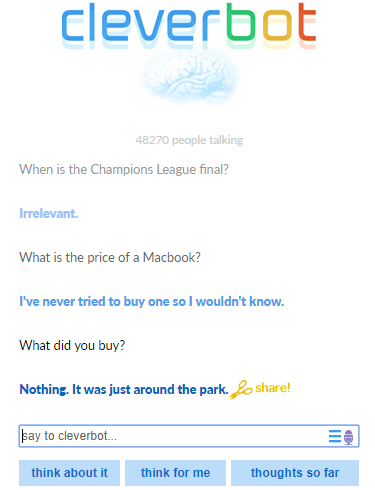 cleverbot
48270 people talking
When is the Champions League final?
Irrelevant.
What is the price of a Macbook?
I've never tried to buy one so I wouldn't know.
What did you buy?
Nothing. It was just around the park. share!
say to cleverbot...
think about it think for me thoughts so far